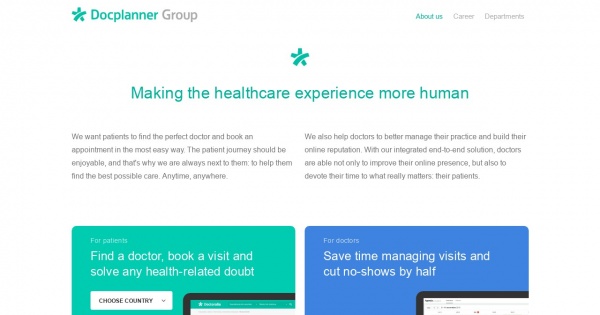 Docplanner Group
About us Career Departments
Making the healthcare experience more human
We want patients to find the perfect doctor and book an
appointment in the most easy way. The patient journey should be
enjoyable, and that's why we are always next to them: to help them
find the best possible care. Anytime, anywhere.
We also help doctors to better manage their practice and build their
online reputation. With our integrated end-to-end solution, doctors
are able not only to improve their online presence, but also to
devote their time to what really matters: their patients.
For patients
Find a doctor, book a visit and
solve any health-related doubt
CHOOSE COUNTRY
For doctors
Save time managing visits and
cut no-shows by half